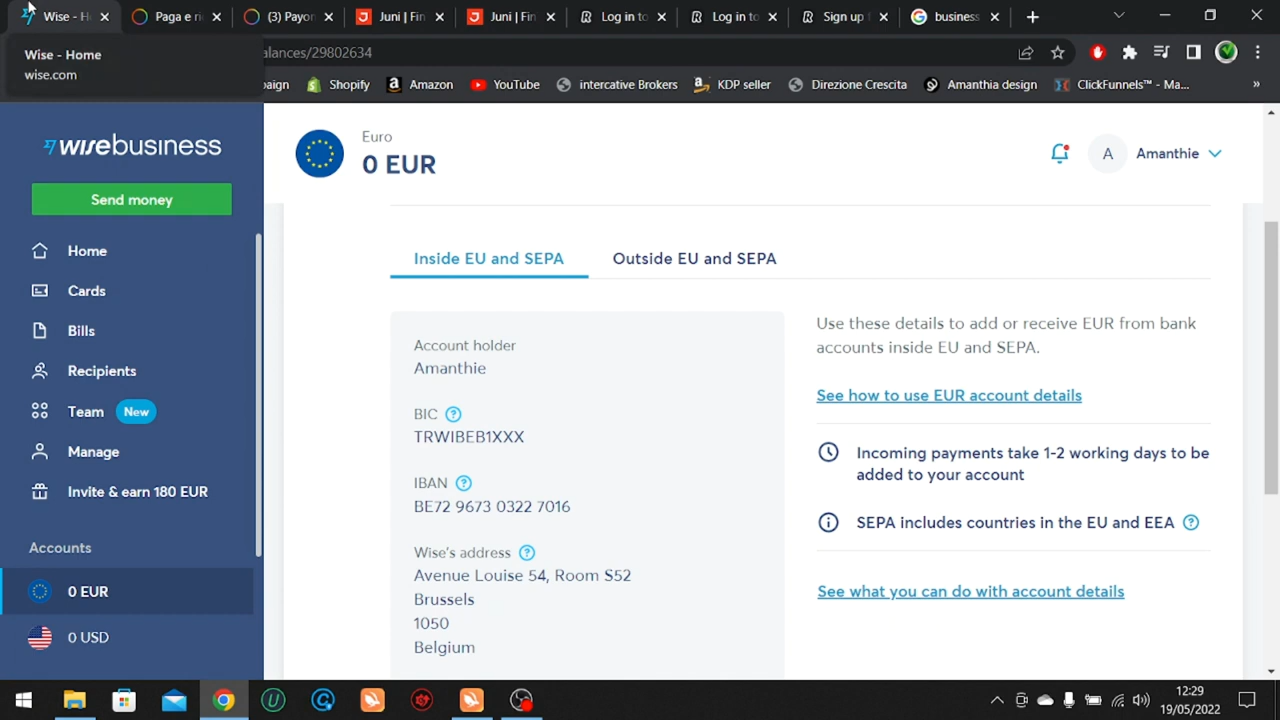 Wise - H
Paga e ri
(3) Payon
Juni | Fin
Juni | Fin
Log in to
Log in to
Sign up
business
Wise - Home
wise.com
alances/29802634
paign
Shopify
Amazon
YouTube
intercative Brokers
KDP seller
Direzione Crescita
Amanthia design
ClickFunnels™ - Ma...
»
wisebusiness
Send money
Home
Cards
Bills
Recipients
Team New
Manage
Invite & earn 180 EUR
Accounts
0 EUR
0 USD
Euro
0 EUR
A Amanthie
Inside EU and SEPA
Outside EU and SEPA
Account holder
Amanthie
BIC ?
TRWIBEB1XXX
IBAN ?
BE72 9673 0322 7016
Wise's address ?
Avenue Louise 54, Room S52
Brussels
1050
Belgium
Use these details to add or receive EUR from bank
accounts inside EU and SEPA.
See how to use EUR account details
Incoming payments take 1-2 working days to be
added to your account
SEPA includes countries in the EU and EEA ?
See what you can do with account details
12:29
19/05/2022